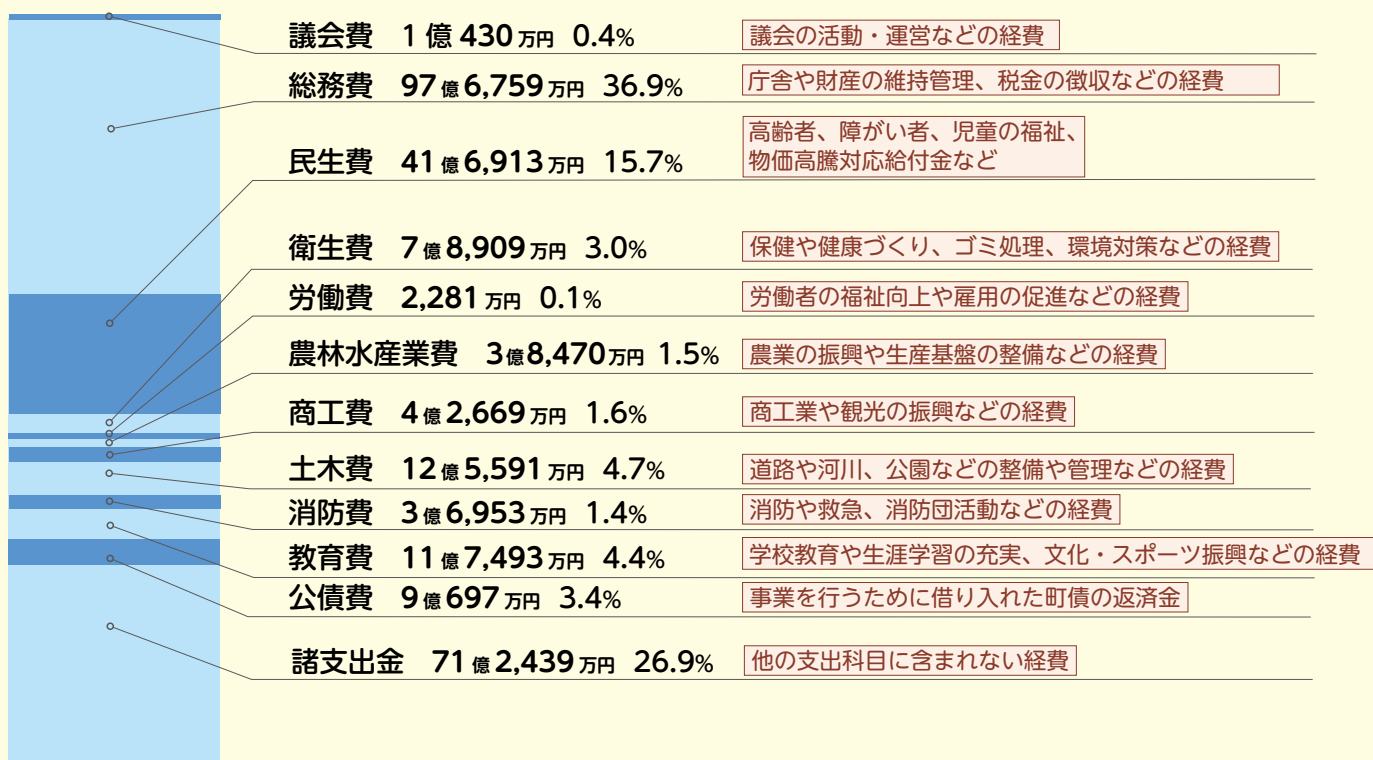 議会費 1億430万円 0.4% 議会の活動・運営などの経費
総務費 97億6,759万円 36.9% 庁舎や財産の維持管理、税金の徴収などの経費
民生費 41億6,913万円 15.7% 高齢者、障がい者、児童の福祉、
物価高騰対応給付金など
衛生費 7億8,909万円 3.0% 保健や健康づくり、ゴミ処理、環境対策などの経費
労働費 2,281万円 0.1% 労働者の福祉向上や雇用の促進などの経費
農林水産業費 3億8,470万円 1.5% 農業の振興や生産基盤の整備などの経費
商工費 4億2,669万円 1.6% 商工業や観光の振興などの経費
土木費 12億5,591万円 4.7% 道路や河川、公園などの整備や管理などの経費
消防費 3億6,953万円 1.4% 消防や救急、消防団活動などの経費
教育費 11億7,493万円 4.4% 学校教育や生涯学習の充実、文化・スポーツ振興などの経費
公債費 9億697万円 3.4% 事業を行うために借り入れた町債の返済金
諸支出金 71億2,439万円 26.9% 他の支出科目に含まれない経費